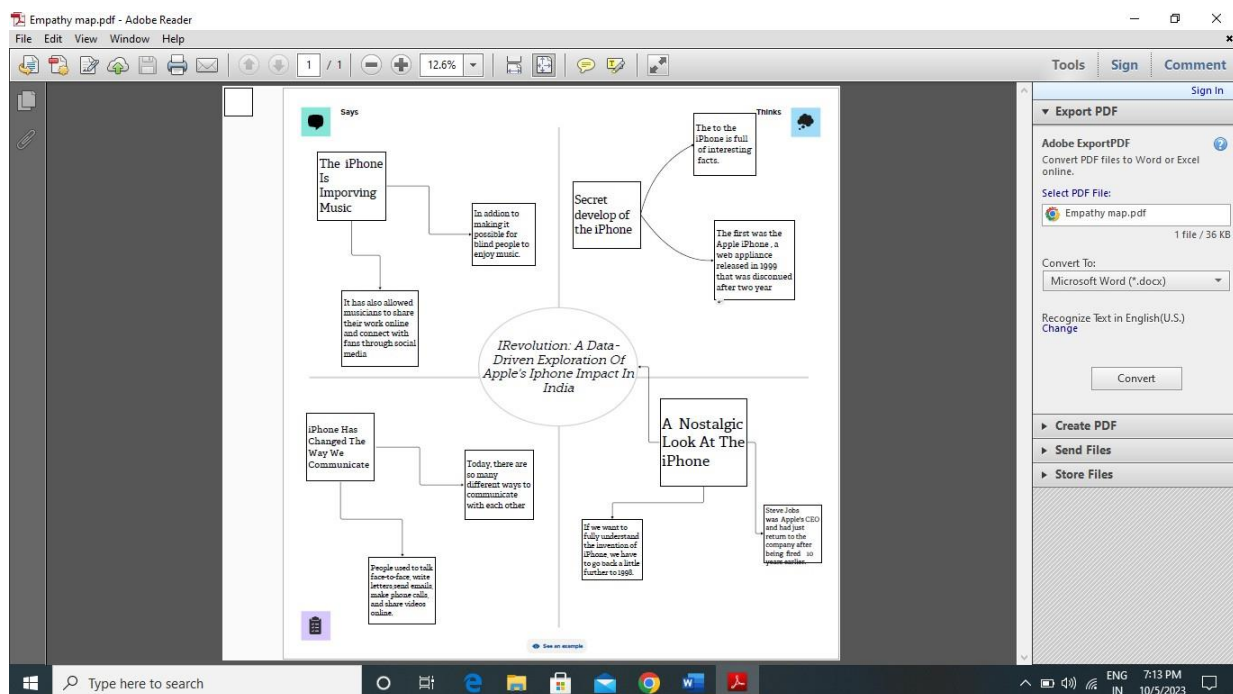 Empathy map.pdf - Adobe Reader
File Edit View Window Help
1 / 1 12.6% Tools Sign Comment
Sign In
Says
The iPhone
Is
Imporving
Music
In addion to
making it
possible for
blind people to
enjoy music.
It has also allowed
musicians to share
their work online
and connect with
fans through social
media
Thinks
The to the
iPhone is full
of interesting
facts.
Secret
develop of
the iPhone
The first was the
Apple iPhone , a
web appliance
released in 1999
that was disconued
after two year
IRevolution: A Data-
Driven Exploration Of
Apple's Iphone Impact In
India
iPhone Has
Changed The
Way We
Communicate
Today, there are
so many
different ways to
communicate
with each other
People used to talk
face-to-face, write
letters,send emails,
make phone calls,
and share videos
online.
A Nostalgic
Look At The
iPhone
If we want to
fully understand
the invention of
iPhone, we have
to go back a little
further to 1998.
Steve Jobs
was Apple's CEO
and had just
return to the
company after
being fired 10
years earlier.
See an example
Export PDF
Adobe ExportPDF
Convert PDF files to Word or Excel
online.
Select PDF File:
Empathy map.pdf
1 file / 36 KB
Convert To:
Microsoft Word (*.docx)
Recognize Text in English(U.S.)
Change
Convert
Create PDF
Send Files
Store Files
Type here to search
ENG 7:13 PM
IN 10/5/2023